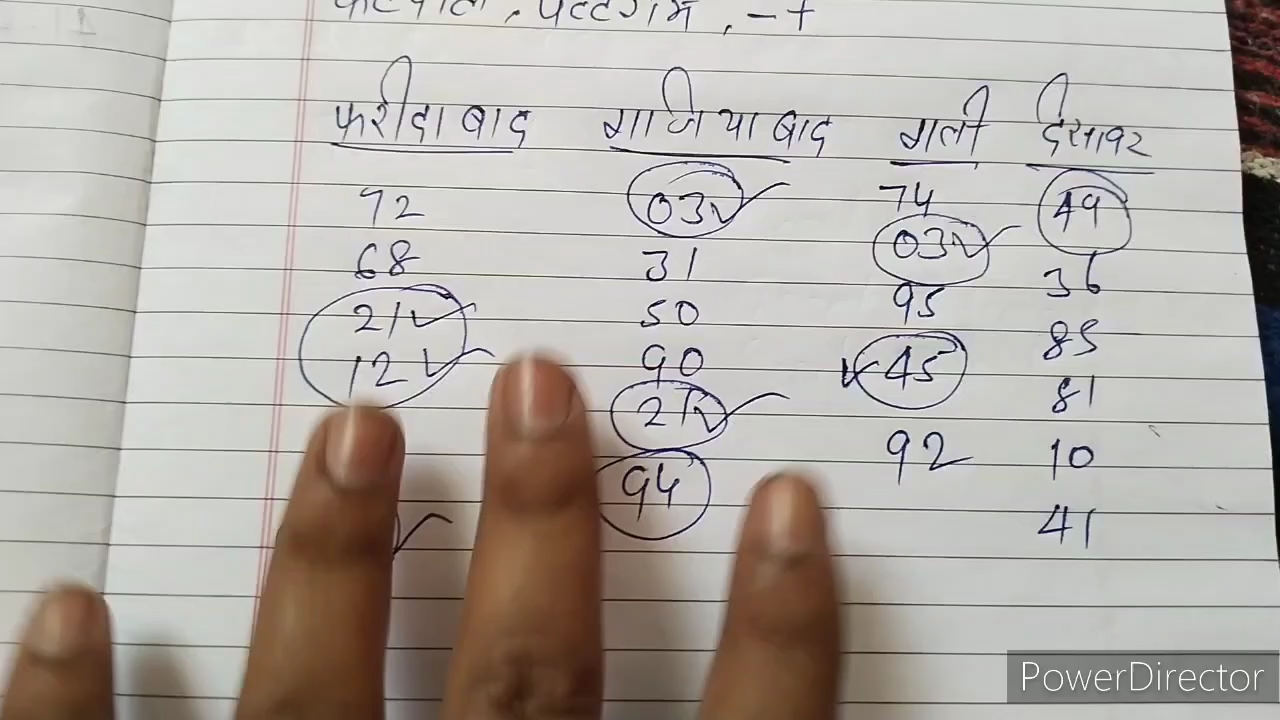 फरीदाबाद गाजियाबाद गली दिसावर
72 03 74 49
68 31 03 36
21 50 95 85
12 90 45 81
21 92 10
94 41
PowerDirector